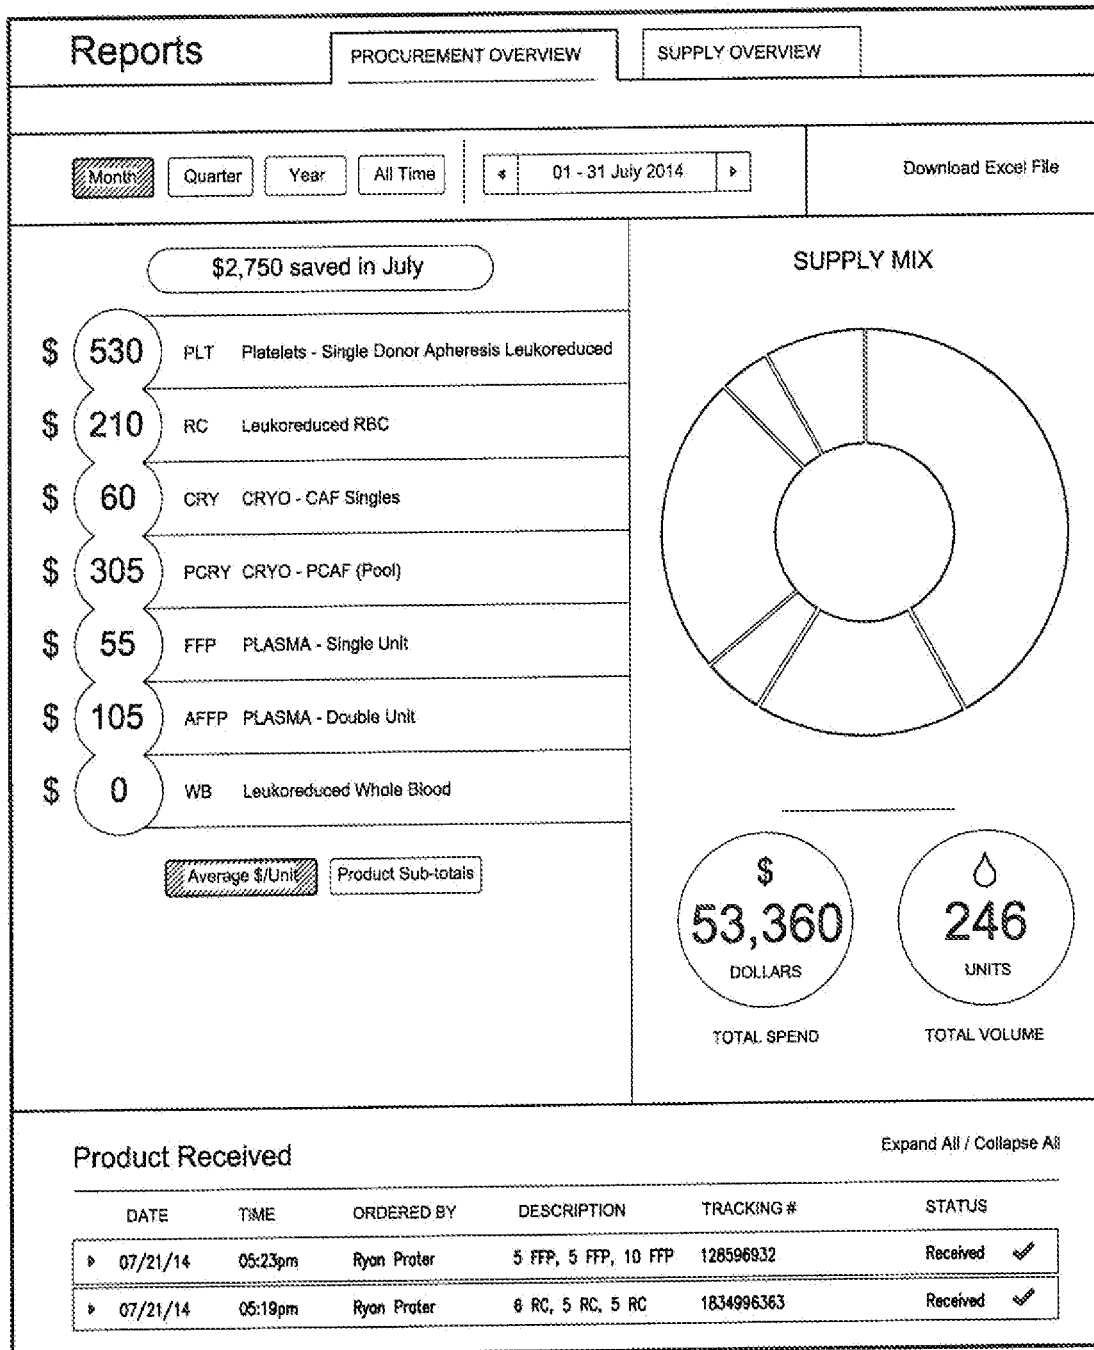 Reports
PROCUREMENT OVERVIEW
SUPPLY OVERVIEW
Month Quarter Year All Time 01 - 31 July 2014 Download Excel File
$2,750 saved in July
$ 530 PLT Platelets - Single Donor Apheresis Leukoreduced
$ 210 RC Leukoreduced RBC
$ 60 CRY CRYO - CAF Singles
$ 305 PCRY CRYO - PCAF (Pool)
$ 55 FFP PLASMA - Single Unit
$ 105 AFFP PLASMA - Double Unit
$ 0 WB Leukoreduced Whole Blood
Average $/Unit Product Sub-totals
SUPPLY MIX
$
53,360
DOLLARS
TOTAL SPEND
246
UNITS
TOTAL VOLUME
Product Received
Expand All / Collapse All
DATE TIME ORDERED BY DESCRIPTION TRACKING # STATUS
07/21/14 05:23pm Ryan Prater 5 FFP, 5 FFP, 10 FFP 128596932 Received
07/21/14 05:19pm Ryan Prater 6 RC, 5 RC, 5 RC 1834996363 Received